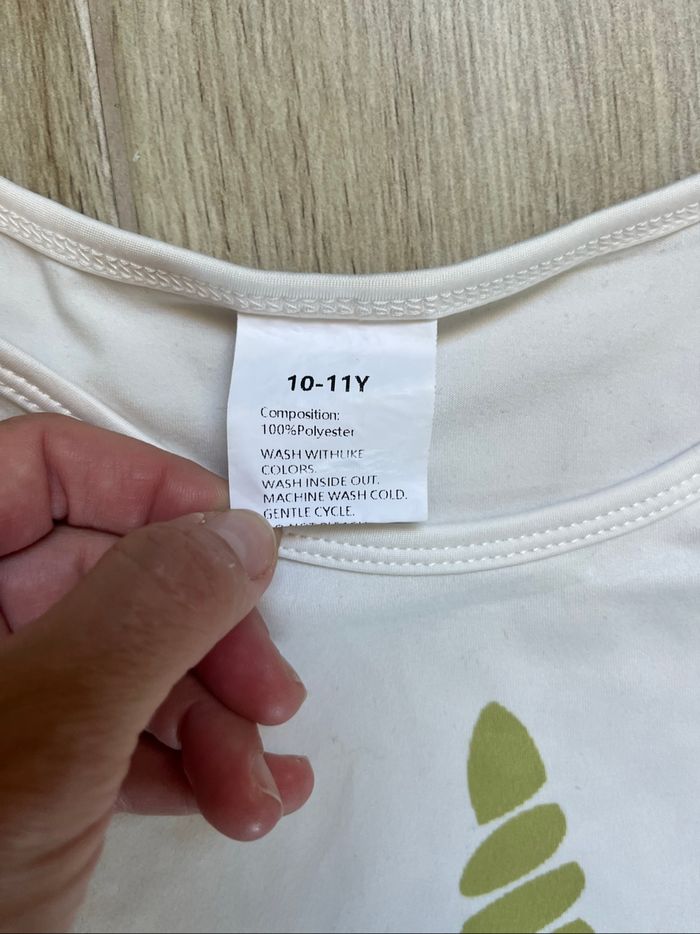 10-11Y
Composition:
100%Polyester
WASH WITHLIKE
COLORS.
WASH INSIDE OUT.
MACHINE WASH COLD.
GENTLE CYCLE.